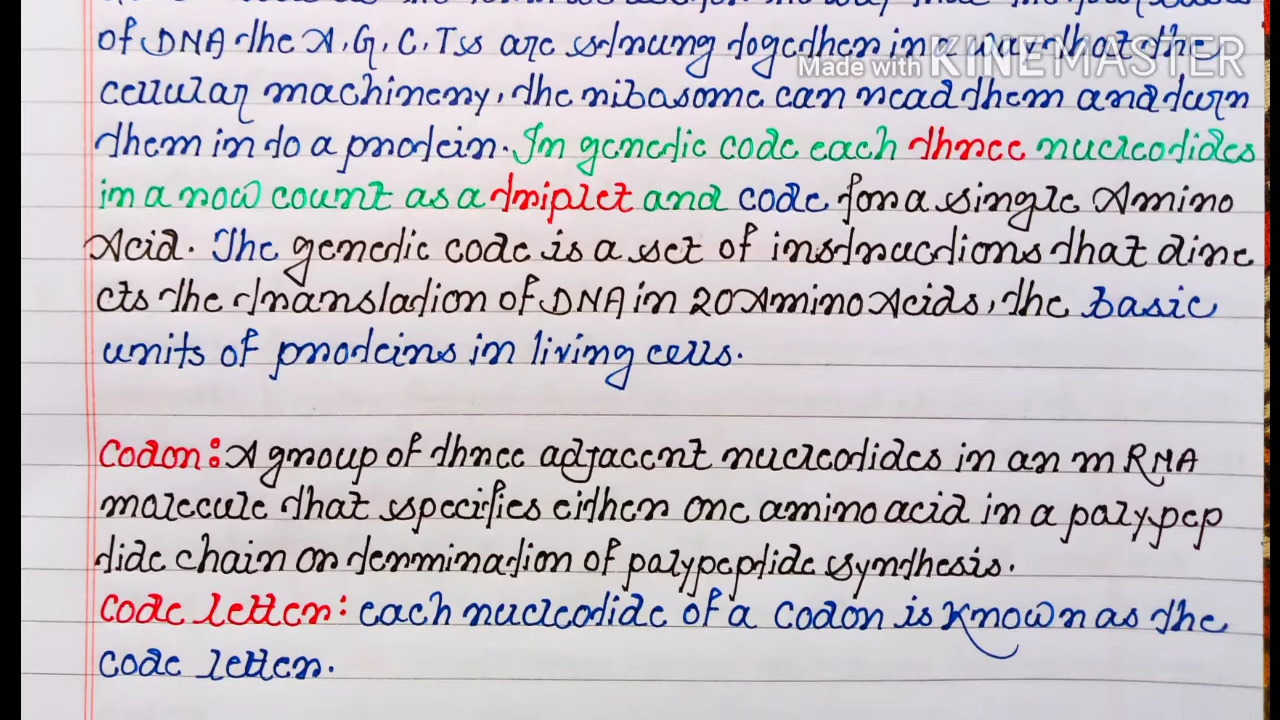 of DNA the A, G, C, Tss are strung together in a way that the
Made with KINEMASTER
cellular machinery, the ribasome can read them and turn
them in to a protein. In genetic code each three nucleotides
in a row count as a triplet and code for a single Amino
Acid. The genetic code is a set of instructions that dire
cts the translation of DNA in 20 Amino Acids, the Basic
units of proteins in living cells.
Codon: A group of three adjacent nucleotides in an mRNA
molecule that specifies either one amino acid in a polypep
tide chain or termination of polypeptide synthesis.
Code letter: each nucleotide of a Codon is known as the
code letter.